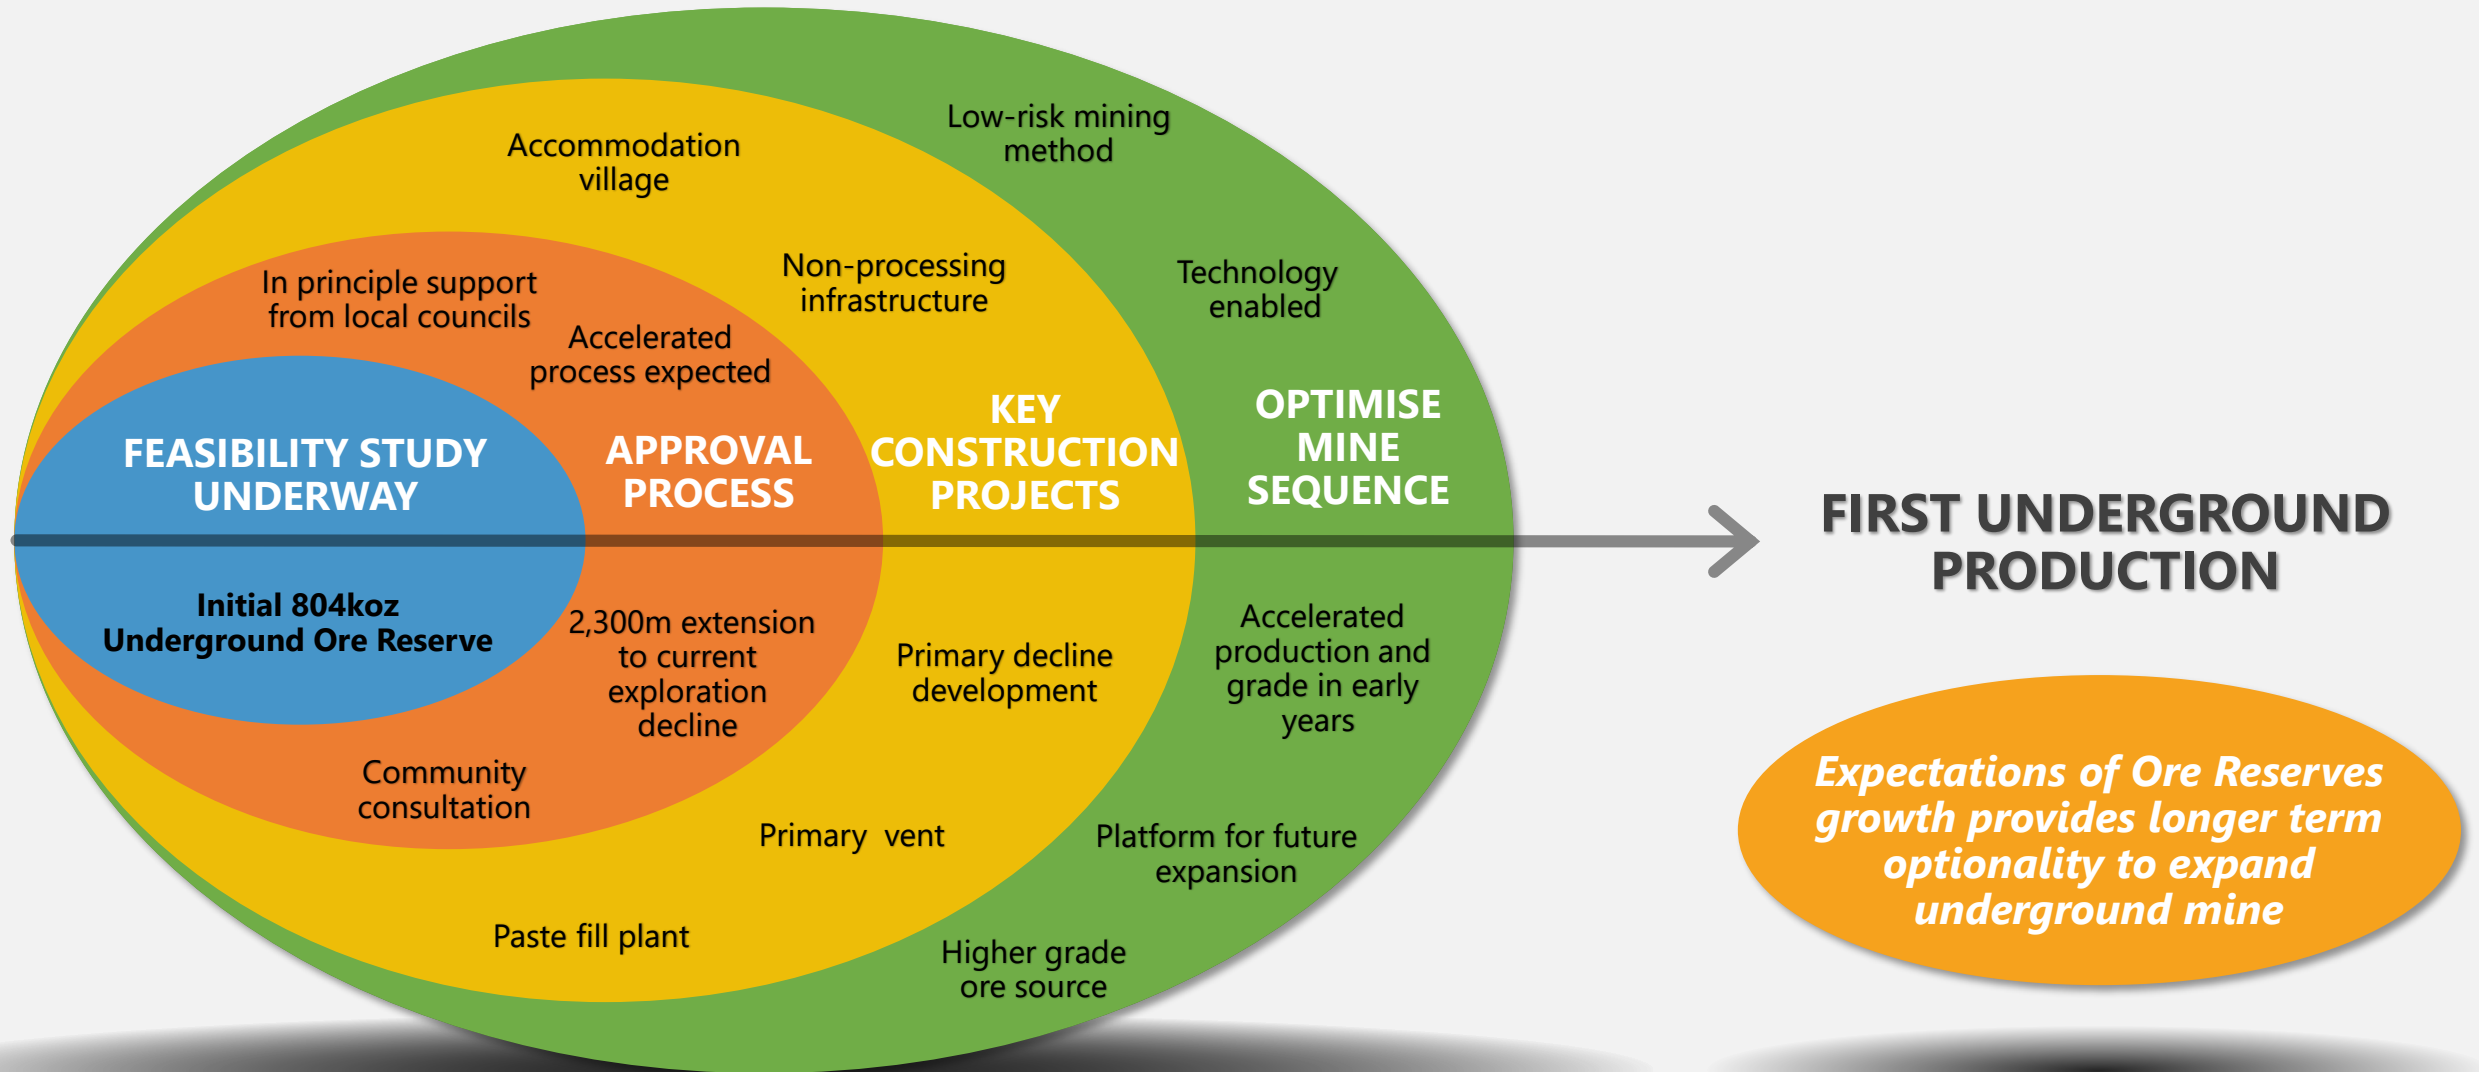 Low-risk mining
method
Accommodation
village
Non-processing
infrastructure
Technology
enabled
In principle support
from local councils
Accelerated
process expected
FEASIBILITY STUDY
UNDERWAY
APPROVAL
PROCESS
KEY
CONSTRUCTION
PROJECTS
OPTIMISE
MINE
SEQUENCE
FIRST UNDERGROUND
PRODUCTION
Initial 804koz
Underground Ore Reserve
2,300m extension
to current
exploration
decline
Primary decline
development
Accelerated
production and
grade in early
years
Community
consultation
Primary vent
Platform for future
expansion
Paste fill plant
Higher grade
ore source
Expectations of Ore Reserves
growth provides longer term
optionality to expand
underground mine